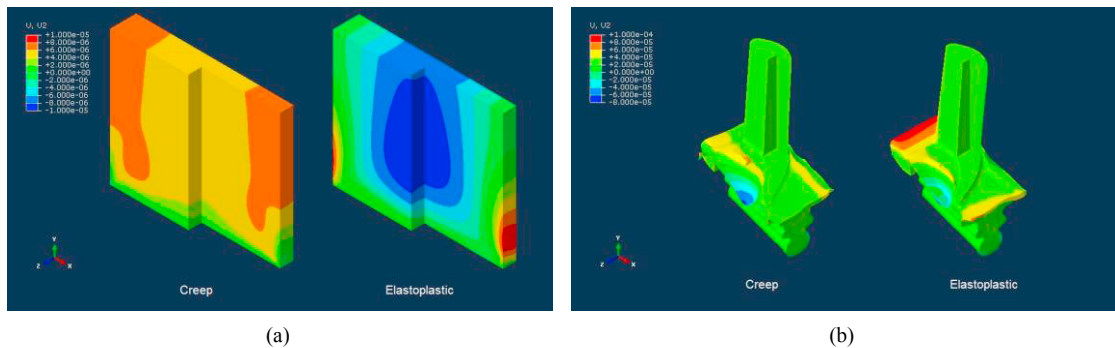 U, U2
+1.000e-05
+8.000e-06
+6.000e-06
+4.000e-06
+2.000e-06
+0.000e+00
-2.000e-06
-4.000e-06
-6.000e-06
-8.000e-06
-1.000e-05
Y
Z
X
Creep
Elastoplastic
(a)
U, U2
+1.000e-04
+8.000e-05
+6.000e-05
+4.000e-05
+2.000e-05
+0.000e+00
-2.000e-05
-4.000e-05
-6.000e-05
-8.000e-05
Y
Z
X
Creep
Elastoplastic
(b)